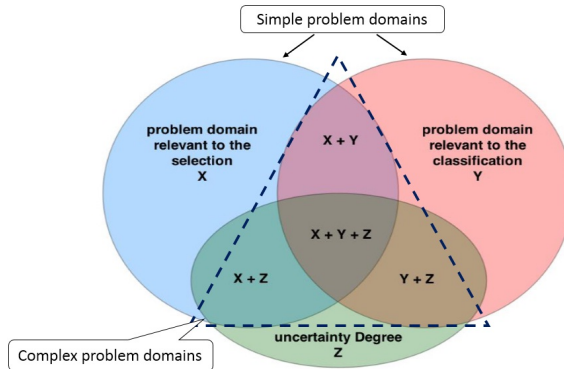 Simple problem domains
problem domain
relevant to the
selection
X
X + Y
problem domain
relevant to the
classification
Y
X + Y + Z
X + Z
Y + Z
uncertainty Degree
Z
Complex problem domains